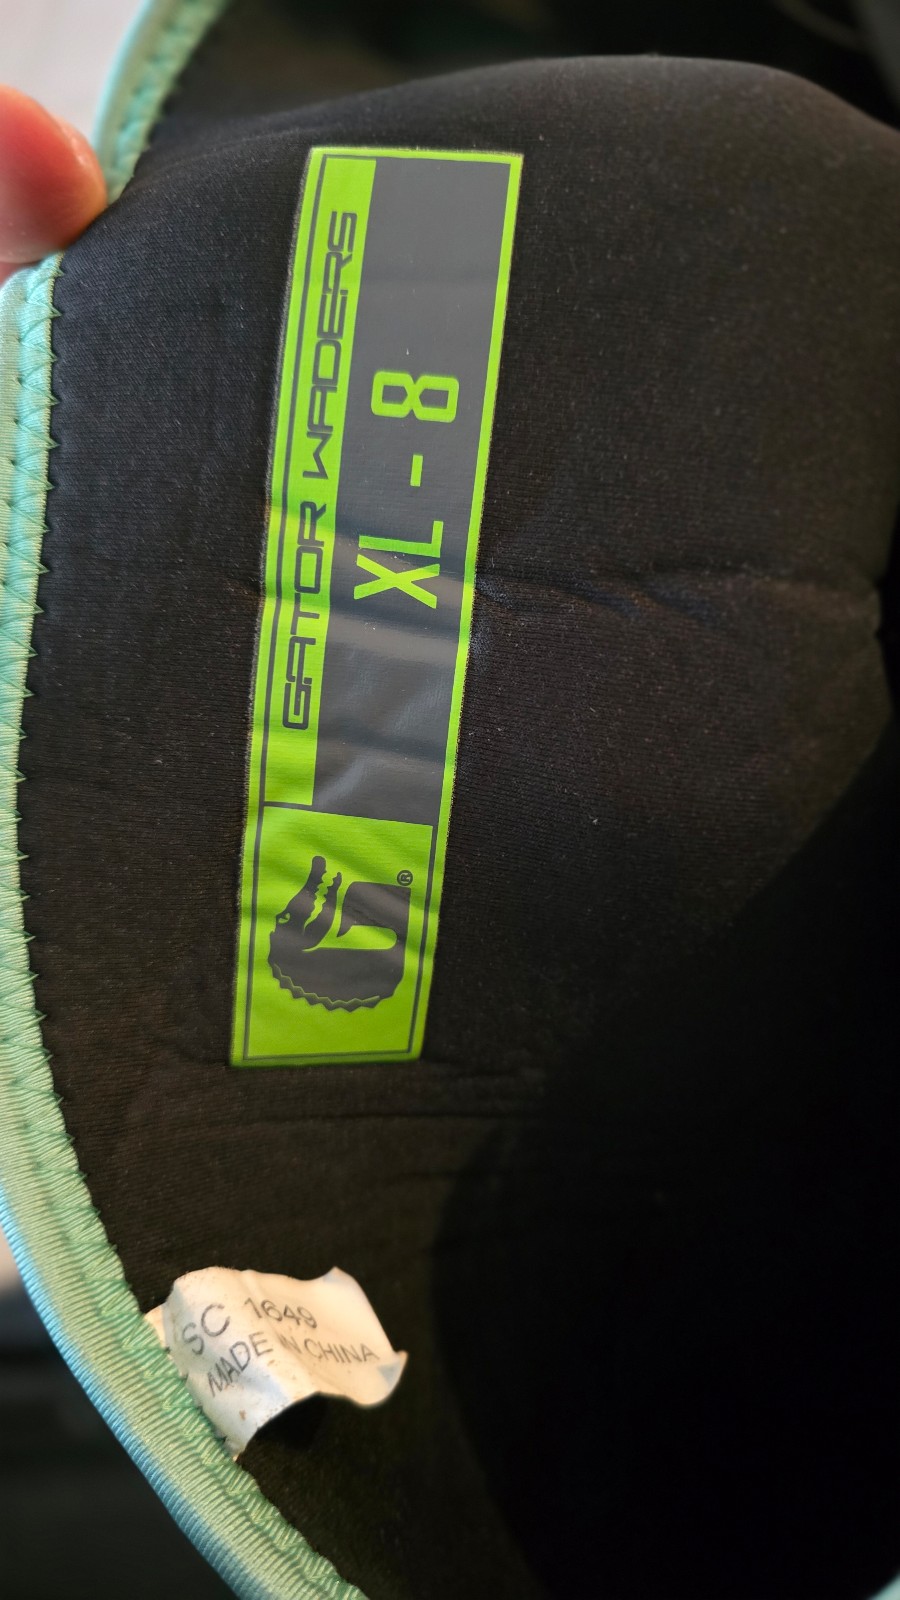 GATOR WADERS
XL - 8
®
SC 1649
MADE IN CHINA